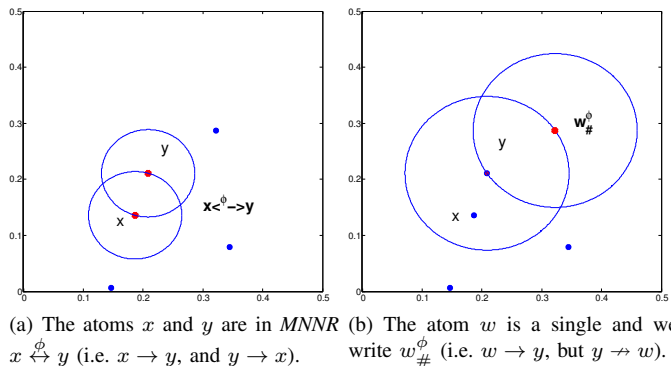 0.5
0.4
0.3
0.2
0.1
0
0 0.1 0.2 0.3 0.4 0.5
y
x<ᵠ−>y
x
0.5
0.4
0.3
0.2
0.1
0
0 0.1 0.2 0.3 0.4 0.5
w#ᵠ
y
x
(a) The atoms x and y are in MNNR
x ↔ᵠ y (i.e. x → y, and y → x).
(b) The atom w is a single and we
write w#ᵠ (i.e. w → y, but y ↛ w).